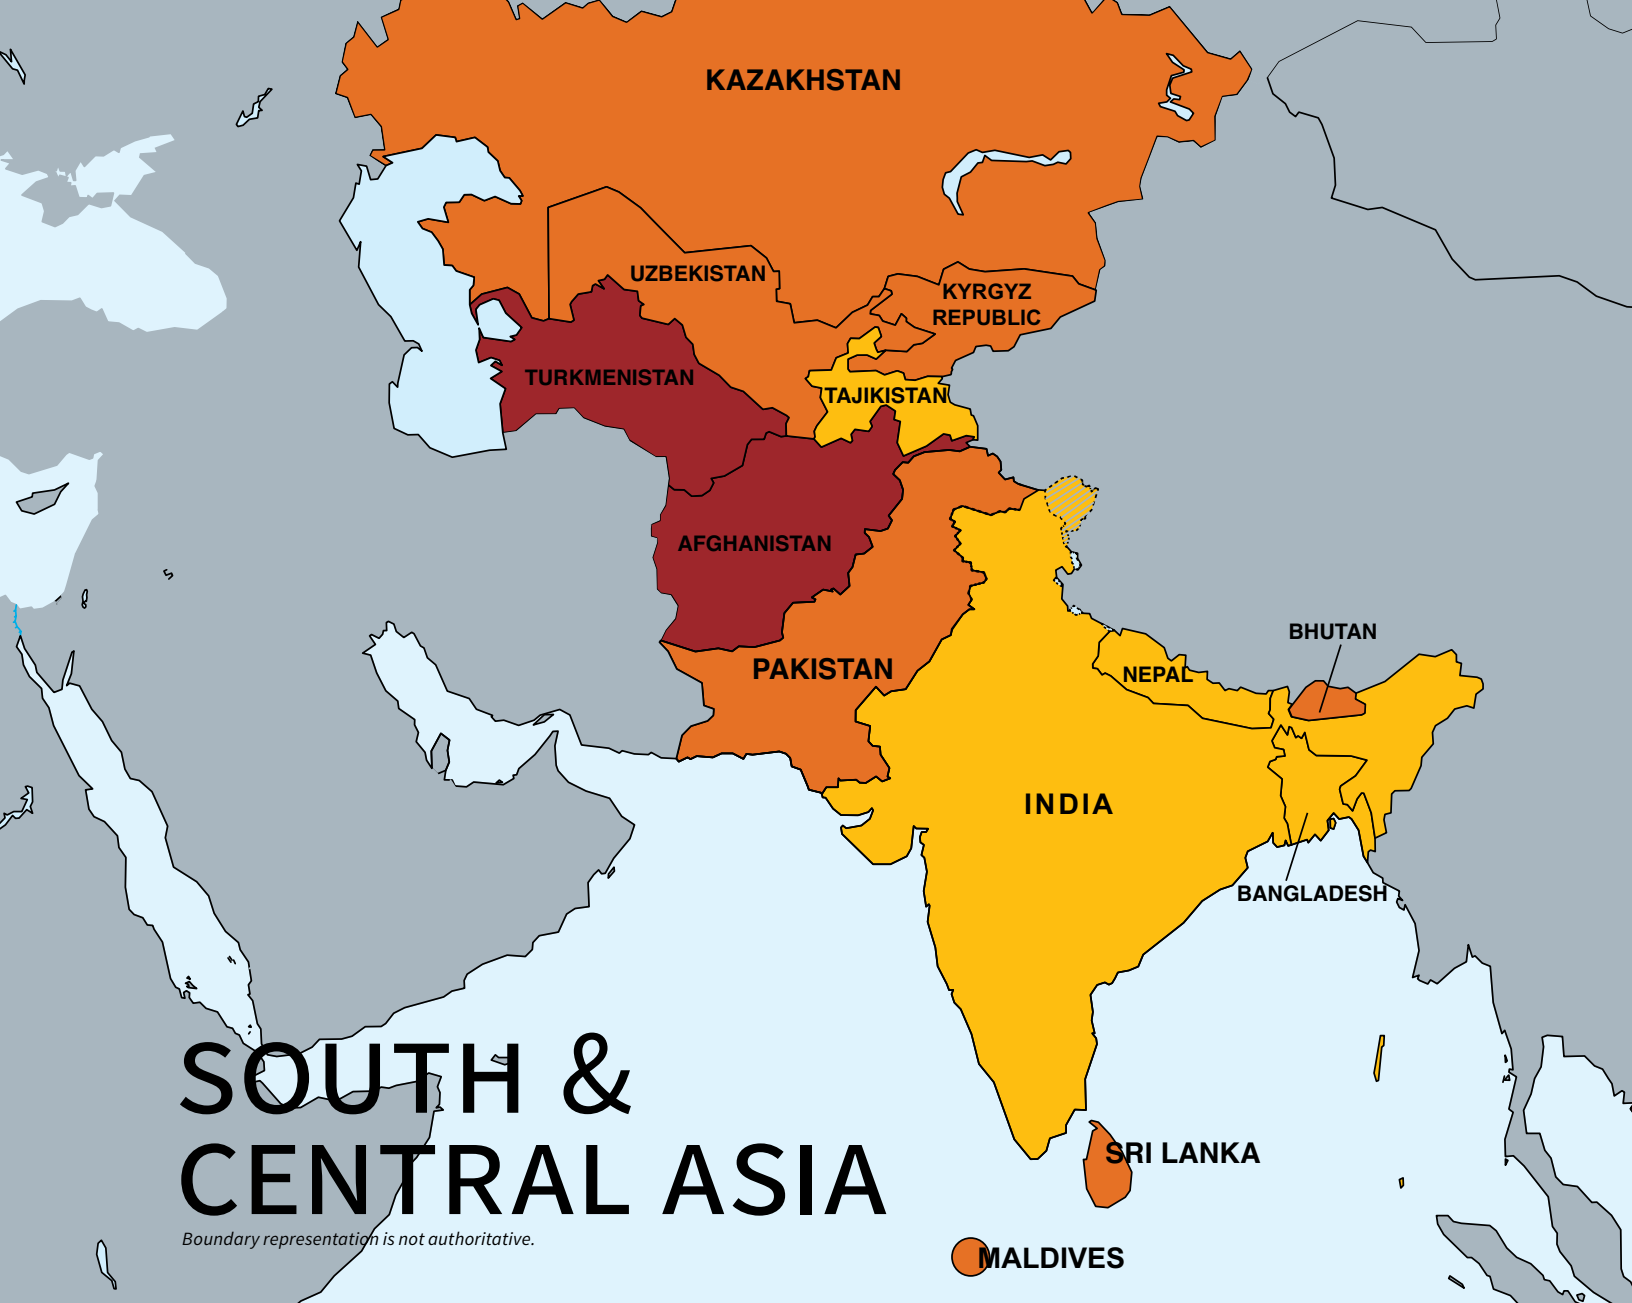 KAZAKHSTAN
UZBEKISTAN
KYRGYZ
REPUBLIC
TURKMENISTAN
TAJIKISTAN
AFGHANISTAN
PAKISTAN
BHUTAN
NEPAL
INDIA
BANGLADESH
SOUTH &
CENTRAL ASIA
Boundary representation is not authoritative.
SRI LANKA
MALDIVES